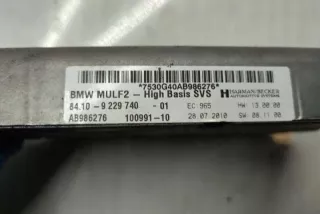 *7530G40AB986276*
BMW MULF2 – High Basis SVS HARMAN/BECKER
AUTOMOTIVE SYSTEMS
84.10- 9 229 740 - 01 EC 965 HW: 13.00.00
AB986276 100991-10 28.07.2010 SW: 08.11.00